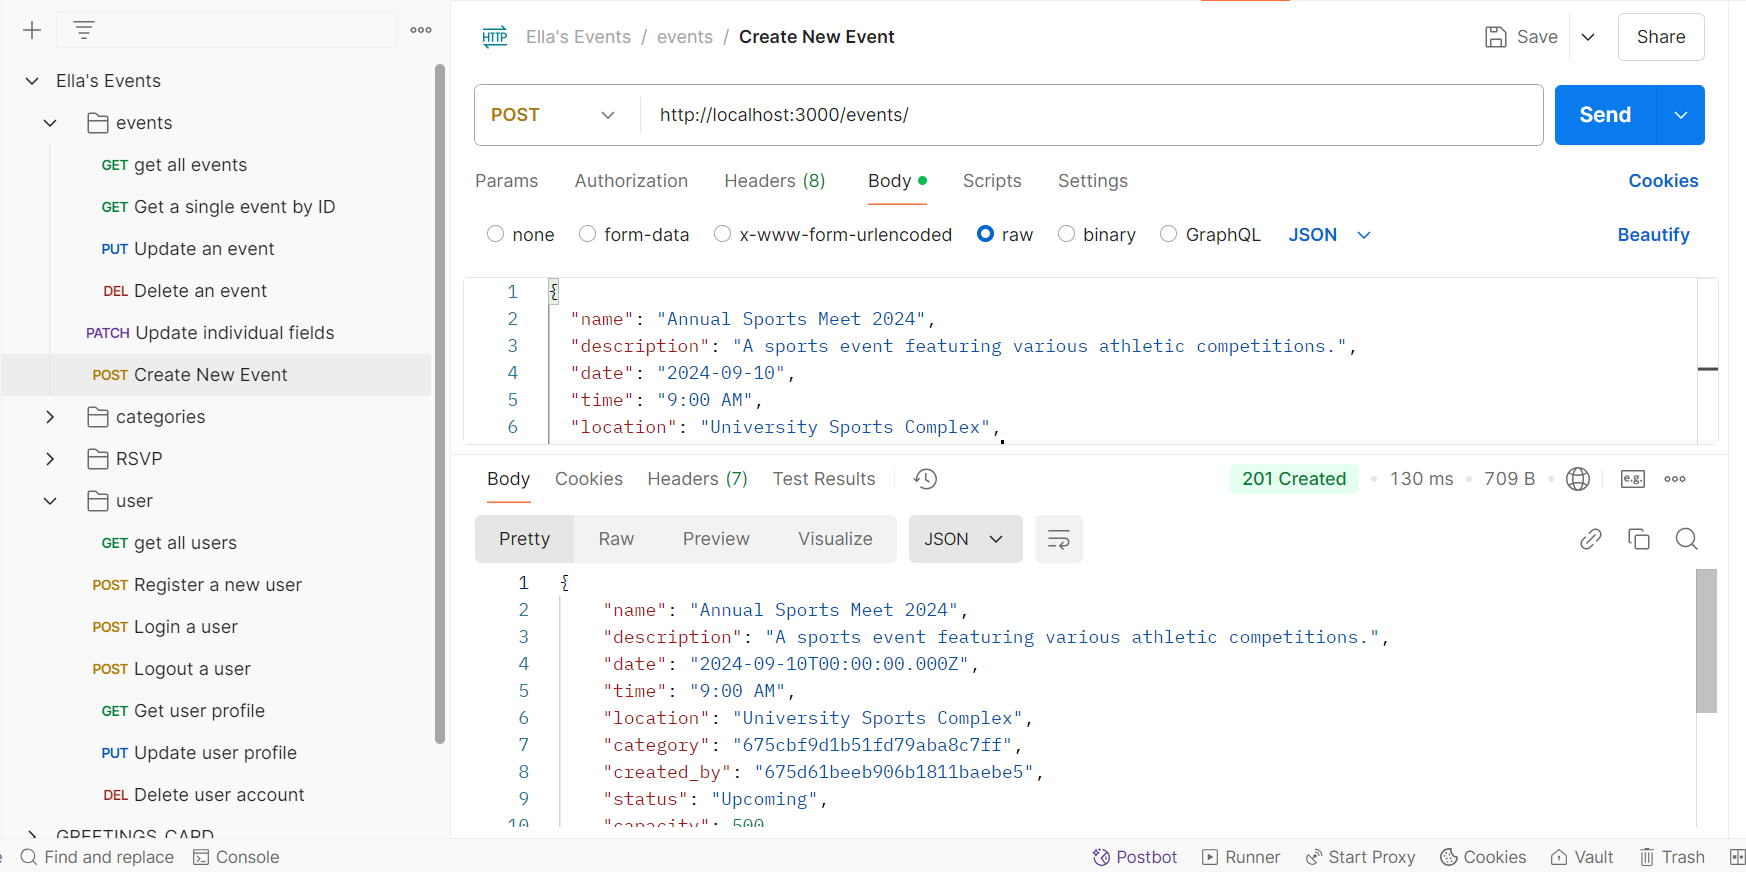 Ella's Events
events
GET get all events
GET Get a single event by ID
PUT Update an event
DEL Delete an event
PATCH Update individual fields
POST Create New Event
categories
RSVP
user
GET get all users
POST Register a new user
POST Login a user
POST Logout a user
GET Get user profile
PUT Update user profile
DEL Delete user account
GREETINGS_CARD
HTTP Ella's Events / events / Create New Event
Save
Share
POST http://localhost:3000/events/
Send
Params Authorization Headers (8) Body Scripts Settings Cookies
none form-data x-www-form-urlencoded raw binary GraphQL JSON Beautify
1 {
2 "name": "Annual Sports Meet 2024",
3 "description": "A sports event featuring various athletic competitions.",
4 "date": "2024-09-10",
5 "time": "9:00 AM",
6 "location": "University Sports Complex",
Body Cookies Headers (7) Test Results 201 Created 130 ms 709 B e.g.
Pretty Raw Preview Visualize JSON
1 {
2 "name": "Annual Sports Meet 2024",
3 "description": "A sports event featuring various athletic competitions.",
4 "date": "2024-09-10T00:00:00.000Z",
5 "time": "9:00 AM",
6 "location": "University Sports Complex",
7 "category": "675cbf9d1b51fd79aba8c7ff",
8 "created_by": "675d61beeb906b1811baebe5",
9 "status": "Upcoming",
10 "capacity": 500
Find and replace Console Postbot Runner Start Proxy Cookies Vault Trash